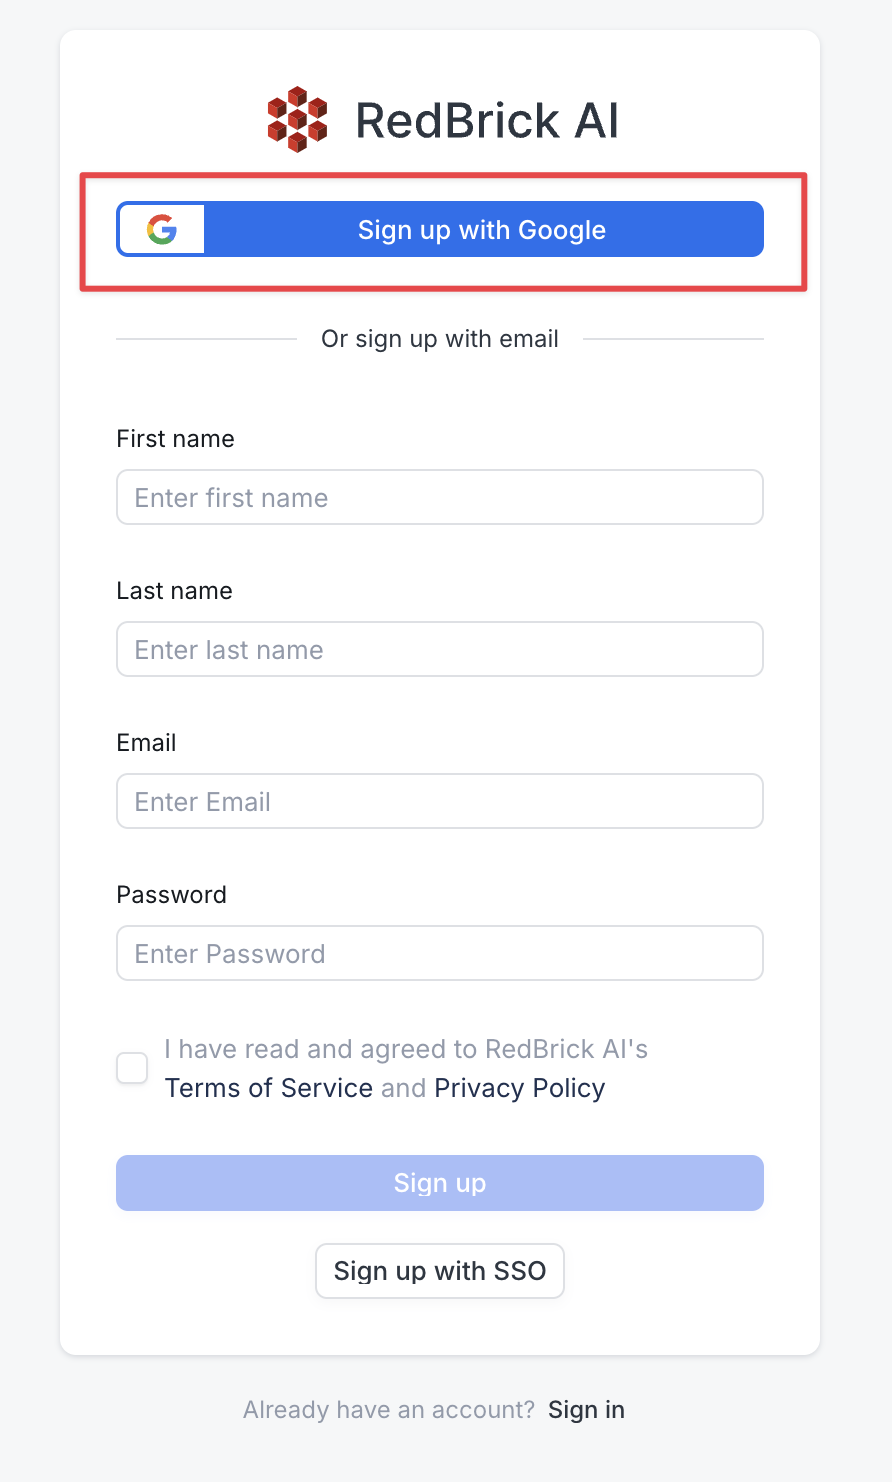 RedBrick AI
Sign up with Google
Or sign up with email
First name
Enter first name
Last name
Enter last name
Email
Enter Email
Password
Enter Password
I have read and agreed to RedBrick AI's
Terms of Service and Privacy Policy
Sign up
Sign up with SSO
Already have an account? Sign in